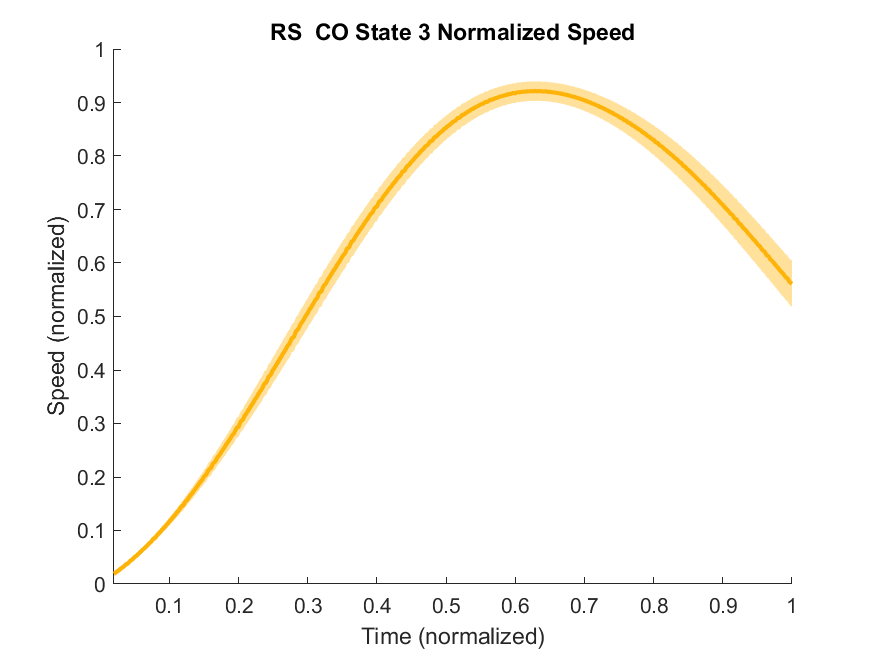 RS  CO State 3 Normalized Speed
1
0.9
0.8
0.7
0.6
0.5
0.4
0.3
0.2
0.1
0
Speed (normalized)
0.1 0.2 0.3 0.4 0.5 0.6 0.7 0.8 0.9 1
Time (normalized)